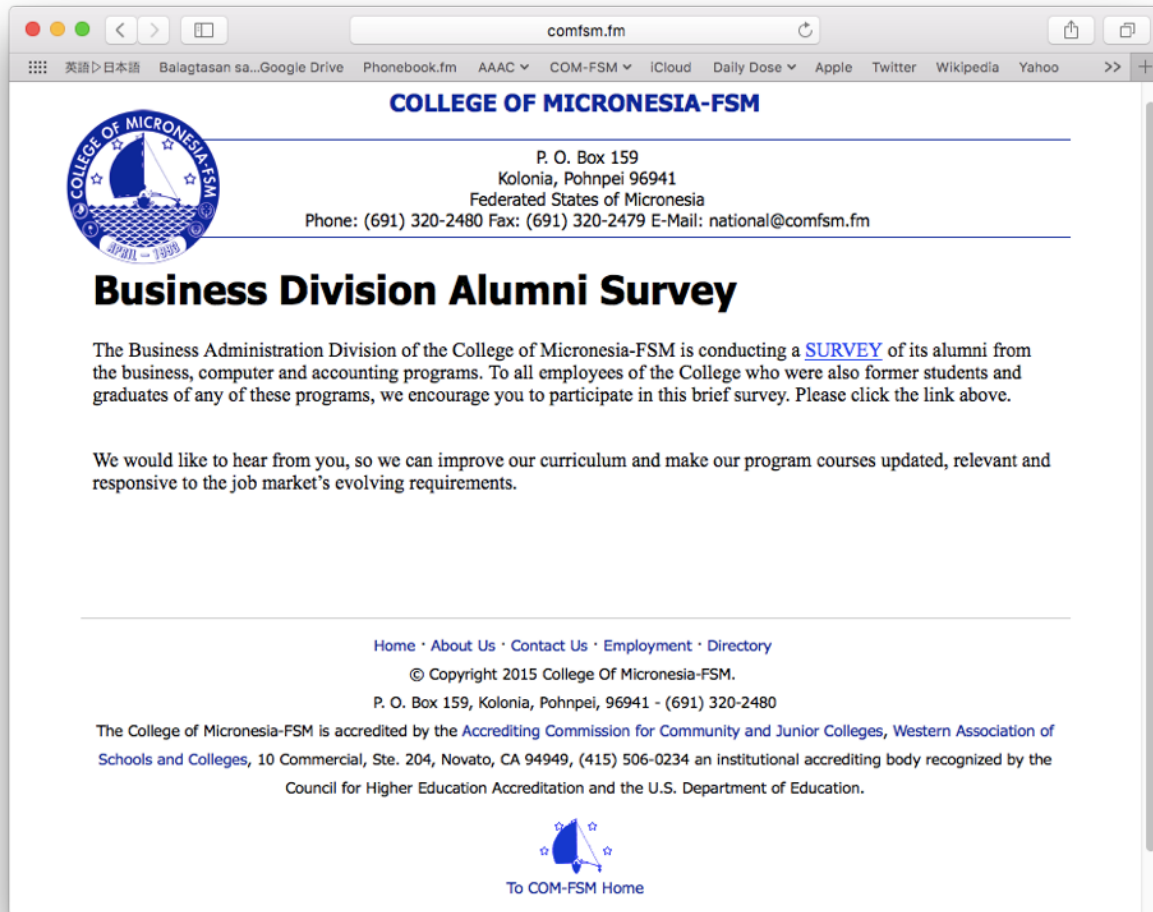 comfsm.fm
英語▷日本語 Balagtasan sa...Google Drive Phonebook.fm AAAC COM-FSM iCloud Daily Dose Apple Twitter Wikipedia Yahoo >> +
COLLEGE OF MICRONESIA-FSM
COLLEGE OF MICRONESIA-FSM
APRIL – 1993
P. O. Box 159
Kolonia, Pohnpei 96941
Federated States of Micronesia
Phone: (691) 320-2480 Fax: (691) 320-2479 E-Mail: national@comfsm.fm
Business Division Alumni Survey
The Business Administration Division of the College of Micronesia-FSM is conducting a SURVEY of its alumni from
the business, computer and accounting programs. To all employees of the College who were also former students and
graduates of any of these programs, we encourage you to participate in this brief survey. Please click the link above.
We would like to hear from you, so we can improve our curriculum and make our program courses updated, relevant and
responsive to the job market’s evolving requirements.
Home · About Us · Contact Us · Employment · Directory
© Copyright 2015 College Of Micronesia-FSM.
P. O. Box 159, Kolonia, Pohnpei, 96941 - (691) 320-2480
The College of Micronesia-FSM is accredited by the Accrediting Commission for Community and Junior Colleges, Western Association of
Schools and Colleges, 10 Commercial, Ste. 204, Novato, CA 94949, (415) 506-0234 an institutional accrediting body recognized by the
Council for Higher Education Accreditation and the U.S. Department of Education.
To COM-FSM Home